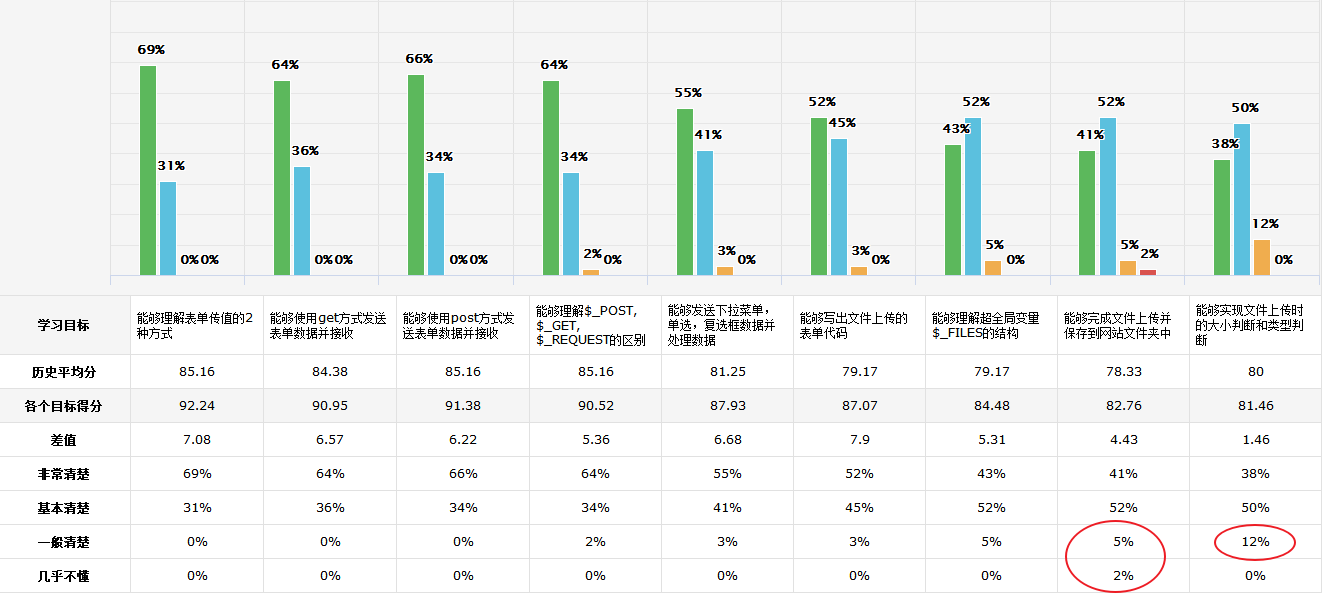 69% 31% 0% 0%
64% 36% 0% 0%
66% 34% 0% 0%
64% 34% 2% 0%
55% 41% 3% 0%
52% 45% 3% 0%
43% 52% 5% 0%
41% 52% 5% 2%
38% 50% 12% 0%
学习目标
能够理解表单传值的2
种方式
能够使用get方式发送
表单数据并接收
能够使用post方式发
送表单数据并接收
能够理解$_POST,
$_GET,
$_REQUEST的区别
能够发送下拉菜单，
单选，复选框数据并
处理数据
能够写出文件上传的
表单代码
能够理解超全局变量
$_FILES的结构
能够完成文件上传并
保存到网站文件夹中
能够实现文件上传时
的大小判断和类型判
断
历史平均分 85.16 84.38 85.16 85.16 81.25 79.17 79.17 78.33 80
各个目标得分 92.24 90.95 91.38 90.52 87.93 87.07 84.48 82.76 81.46
差值 7.08 6.57 6.22 5.36 6.68 7.9 5.31 4.43 1.46
非常清楚 69% 64% 66% 64% 55% 52% 43% 41% 38%
基本清楚 31% 36% 34% 34% 41% 45% 52% 52% 50%
一般清楚 0% 0% 0% 2% 3% 3% 5% 5% 12%
几乎不懂 0% 0% 0% 0% 0% 0% 0% 2% 0%